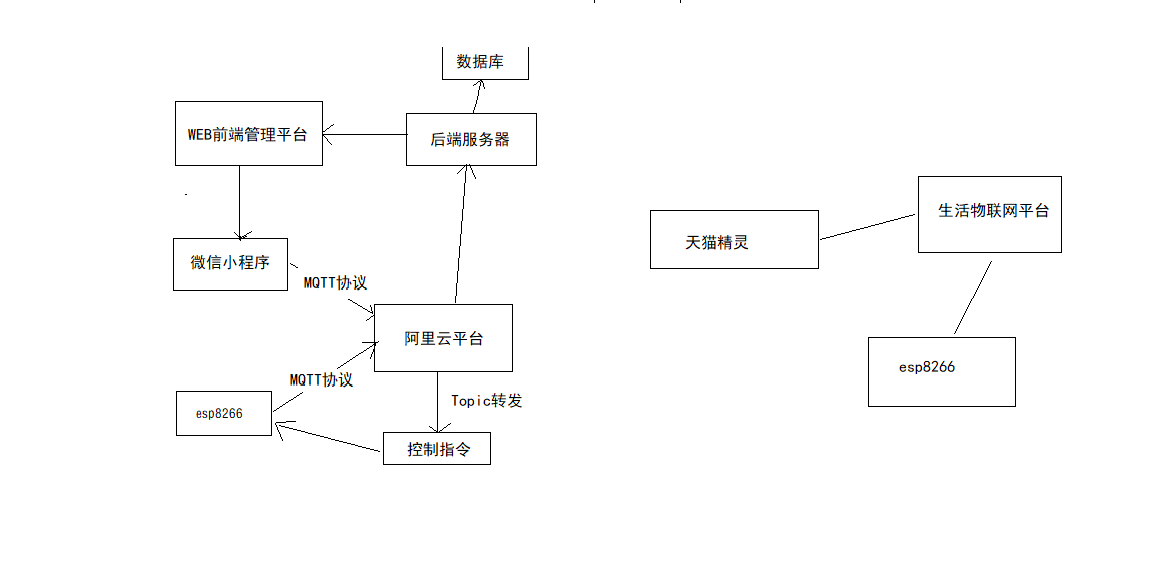 数据库
WEB前端管理平台
后端服务器
微信小程序
MQTT协议
阿里云平台
MQTT协议
esp8266
Topic转发
控制指令
天猫精灵
生活物联网平台
esp8266